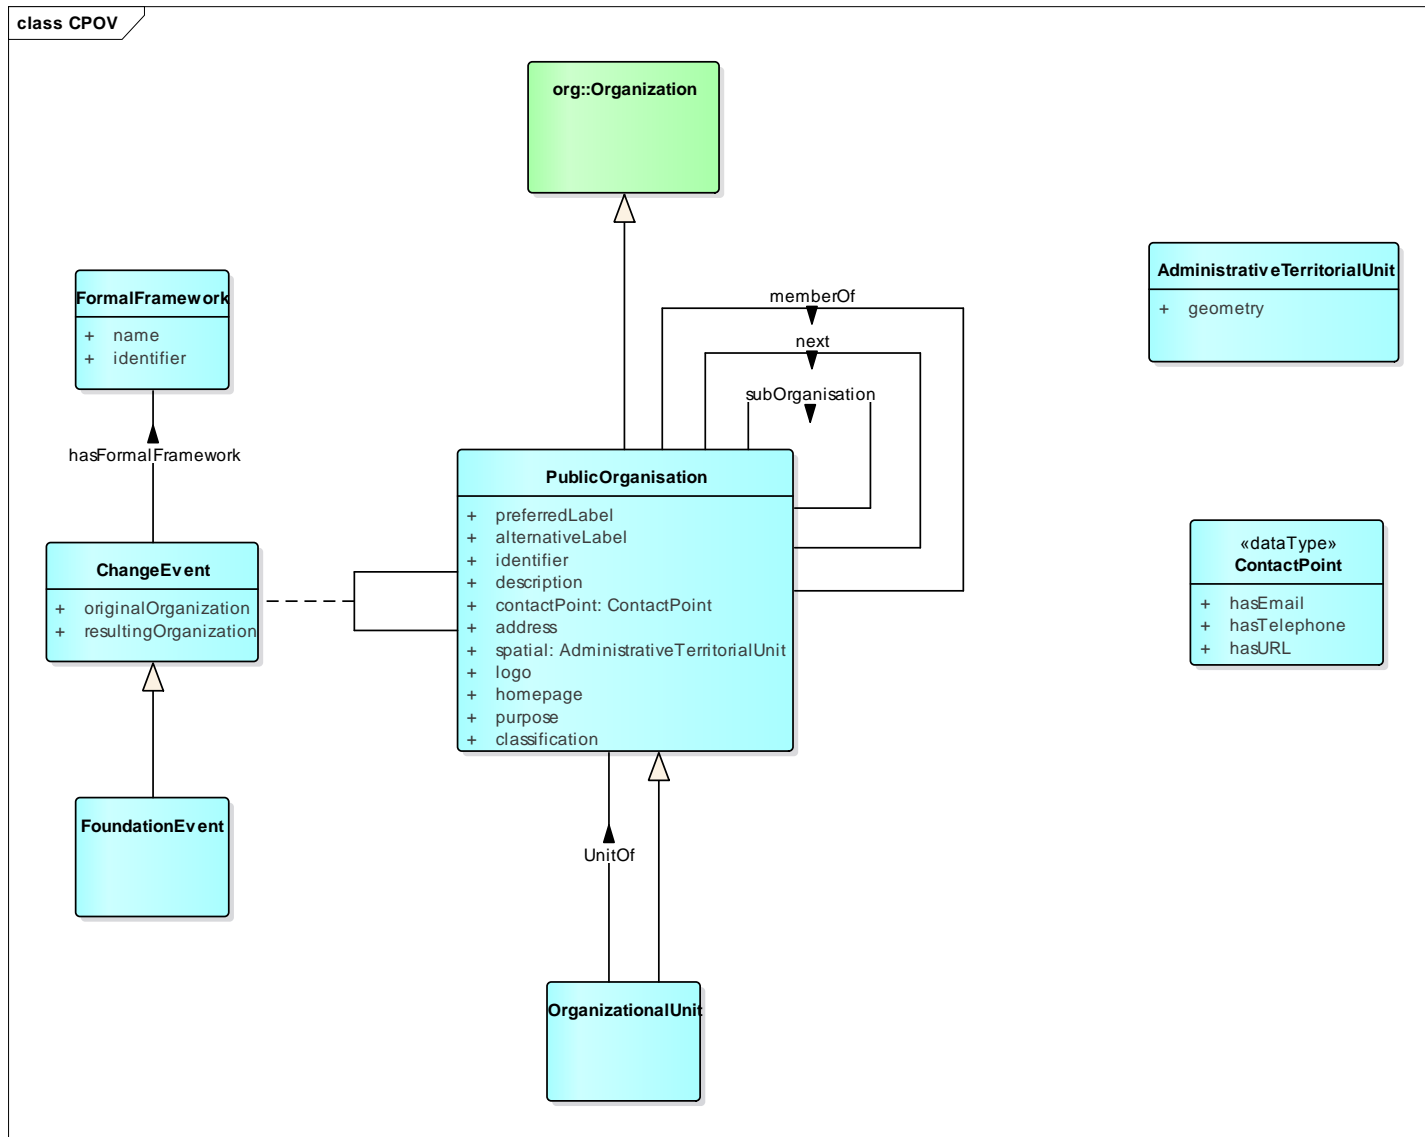 class CPOV
org::Organization
AdministrativeTerritorialUnit
+ geometry
FormalFramework
+ name
+ identifier
memberOf
next
subOrganisation
hasFormalFramework
PublicOrganisation
+ preferredLabel
+ alternativeLabel
+ identifier
+ description
+ contactPoint: ContactPoint
+ address
+ spatial: AdministrativeTerritorialUnit
+ logo
+ homepage
+ purpose
+ classification
«dataType»
ContactPoint
+ hasEmail
+ hasTelephone
+ hasURL
ChangeEvent
+ originalOrganization
+ resultingOrganization
FoundationEvent
UnitOf
OrganizationalUnit